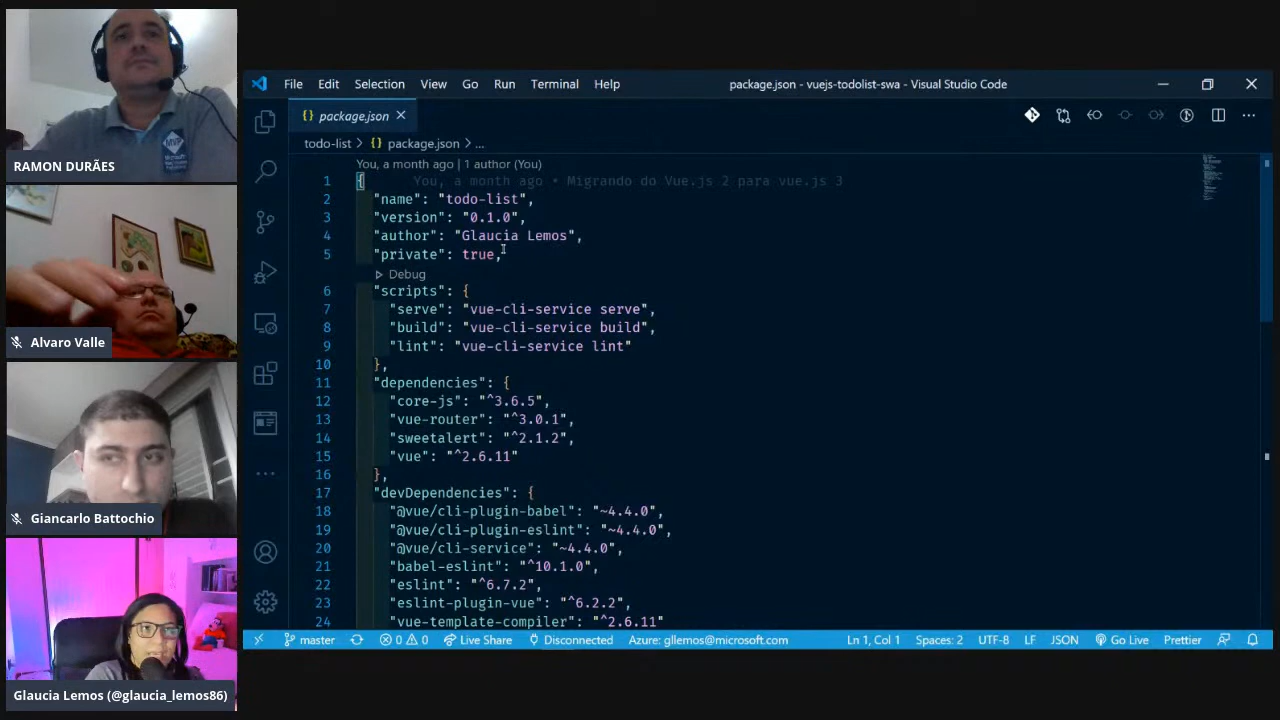 RAMON DURÃES
MVP
Microsoft
Alvaro Valle
Giancarlo Battochio
Glaucia Lemos (@glaucia_lemos86)
File Edit Selection View Go Run Terminal Help
package.json - vuejs-todolist-swa - Visual Studio Code
{} package.json ×
todo-list > {} package.json > ...
You, a month ago | 1 author (You)
1 { You, a month ago • Migrando do Vue.js 2 para vue.js 3
2 "name": "todo-list",
3 "version": "0.1.0",
4 "author": "Glaucia Lemos",
5 "private": true,
Debug
6 "scripts": {
7 "serve": "vue-cli-service serve",
8 "build": "vue-cli-service build",
9 "lint": "vue-cli-service lint"
10 },
11 "dependencies": {
12 "core-js": "^3.6.5",
13 "vue-router": "^3.0.1",
14 "sweetalert": "^2.1.2",
15 "vue": "^2.6.11"
16 },
17 "devDependencies": {
18 "@vue/cli-plugin-babel": "~4.4.0",
19 "@vue/cli-plugin-eslint": "~4.4.0",
20 "@vue/cli-service": "~4.4.0",
21 "babel-eslint": "^10.1.0",
22 "eslint": "^6.7.2",
23 "eslint-plugin-vue": "^6.2.2",
24 "vue-template-compiler": "^2.6.11"
master 0 0 Live Share Disconnected Azure: gllemos@microsoft.com Ln 1, Col 1 Spaces: 2 UTF-8 LF JSON Go Live Prettier